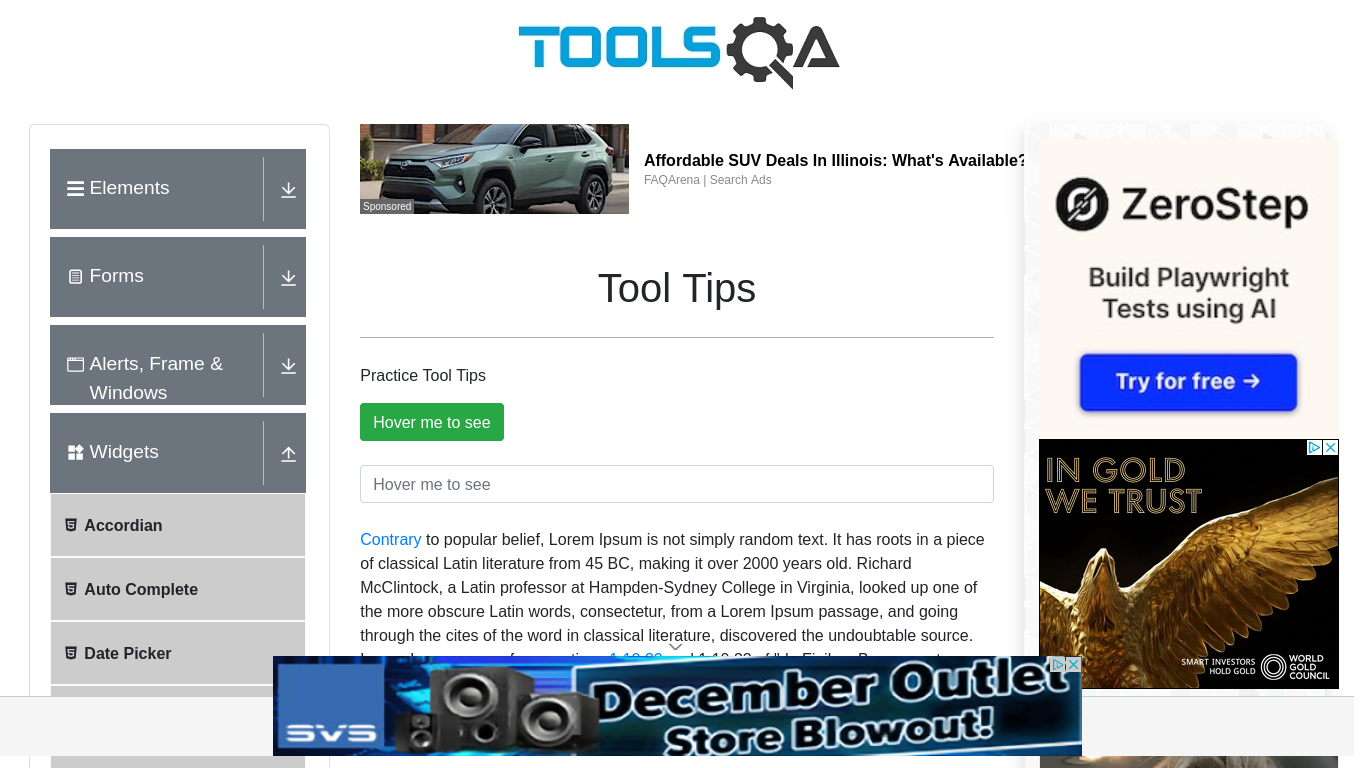 TOOLSQA
Elements
Forms
Alerts, Frame &
Windows
Widgets
Accordian
Auto Complete
Date Picker
Sponsored
Affordable SUV Deals In Illinois: What's Available?
FAQArena | Search Ads
Tool Tips
Practice Tool Tips
Hover me to see
Hover me to see
Contrary to popular belief, Lorem Ipsum is not simply random text. It has roots in a piece
of classical Latin literature from 45 BC, making it over 2000 years old. Richard
McClintock, a Latin professor at Hampden-Sydney College in Virginia, looked up one of
the more obscure Latin words, consectetur, from a Lorem Ipsum passage, and going
through the cites of the word in classical literature, discovered the undoubtable source.
ZeroStep
Build Playwright
Tests using AI
Try for free →
IN GOLD
WE TRUST
SMART INVESTORS
HOLD GOLD
WORLD
GOLD
COUNCIL
SVS
December Outlet
Store Blowout!